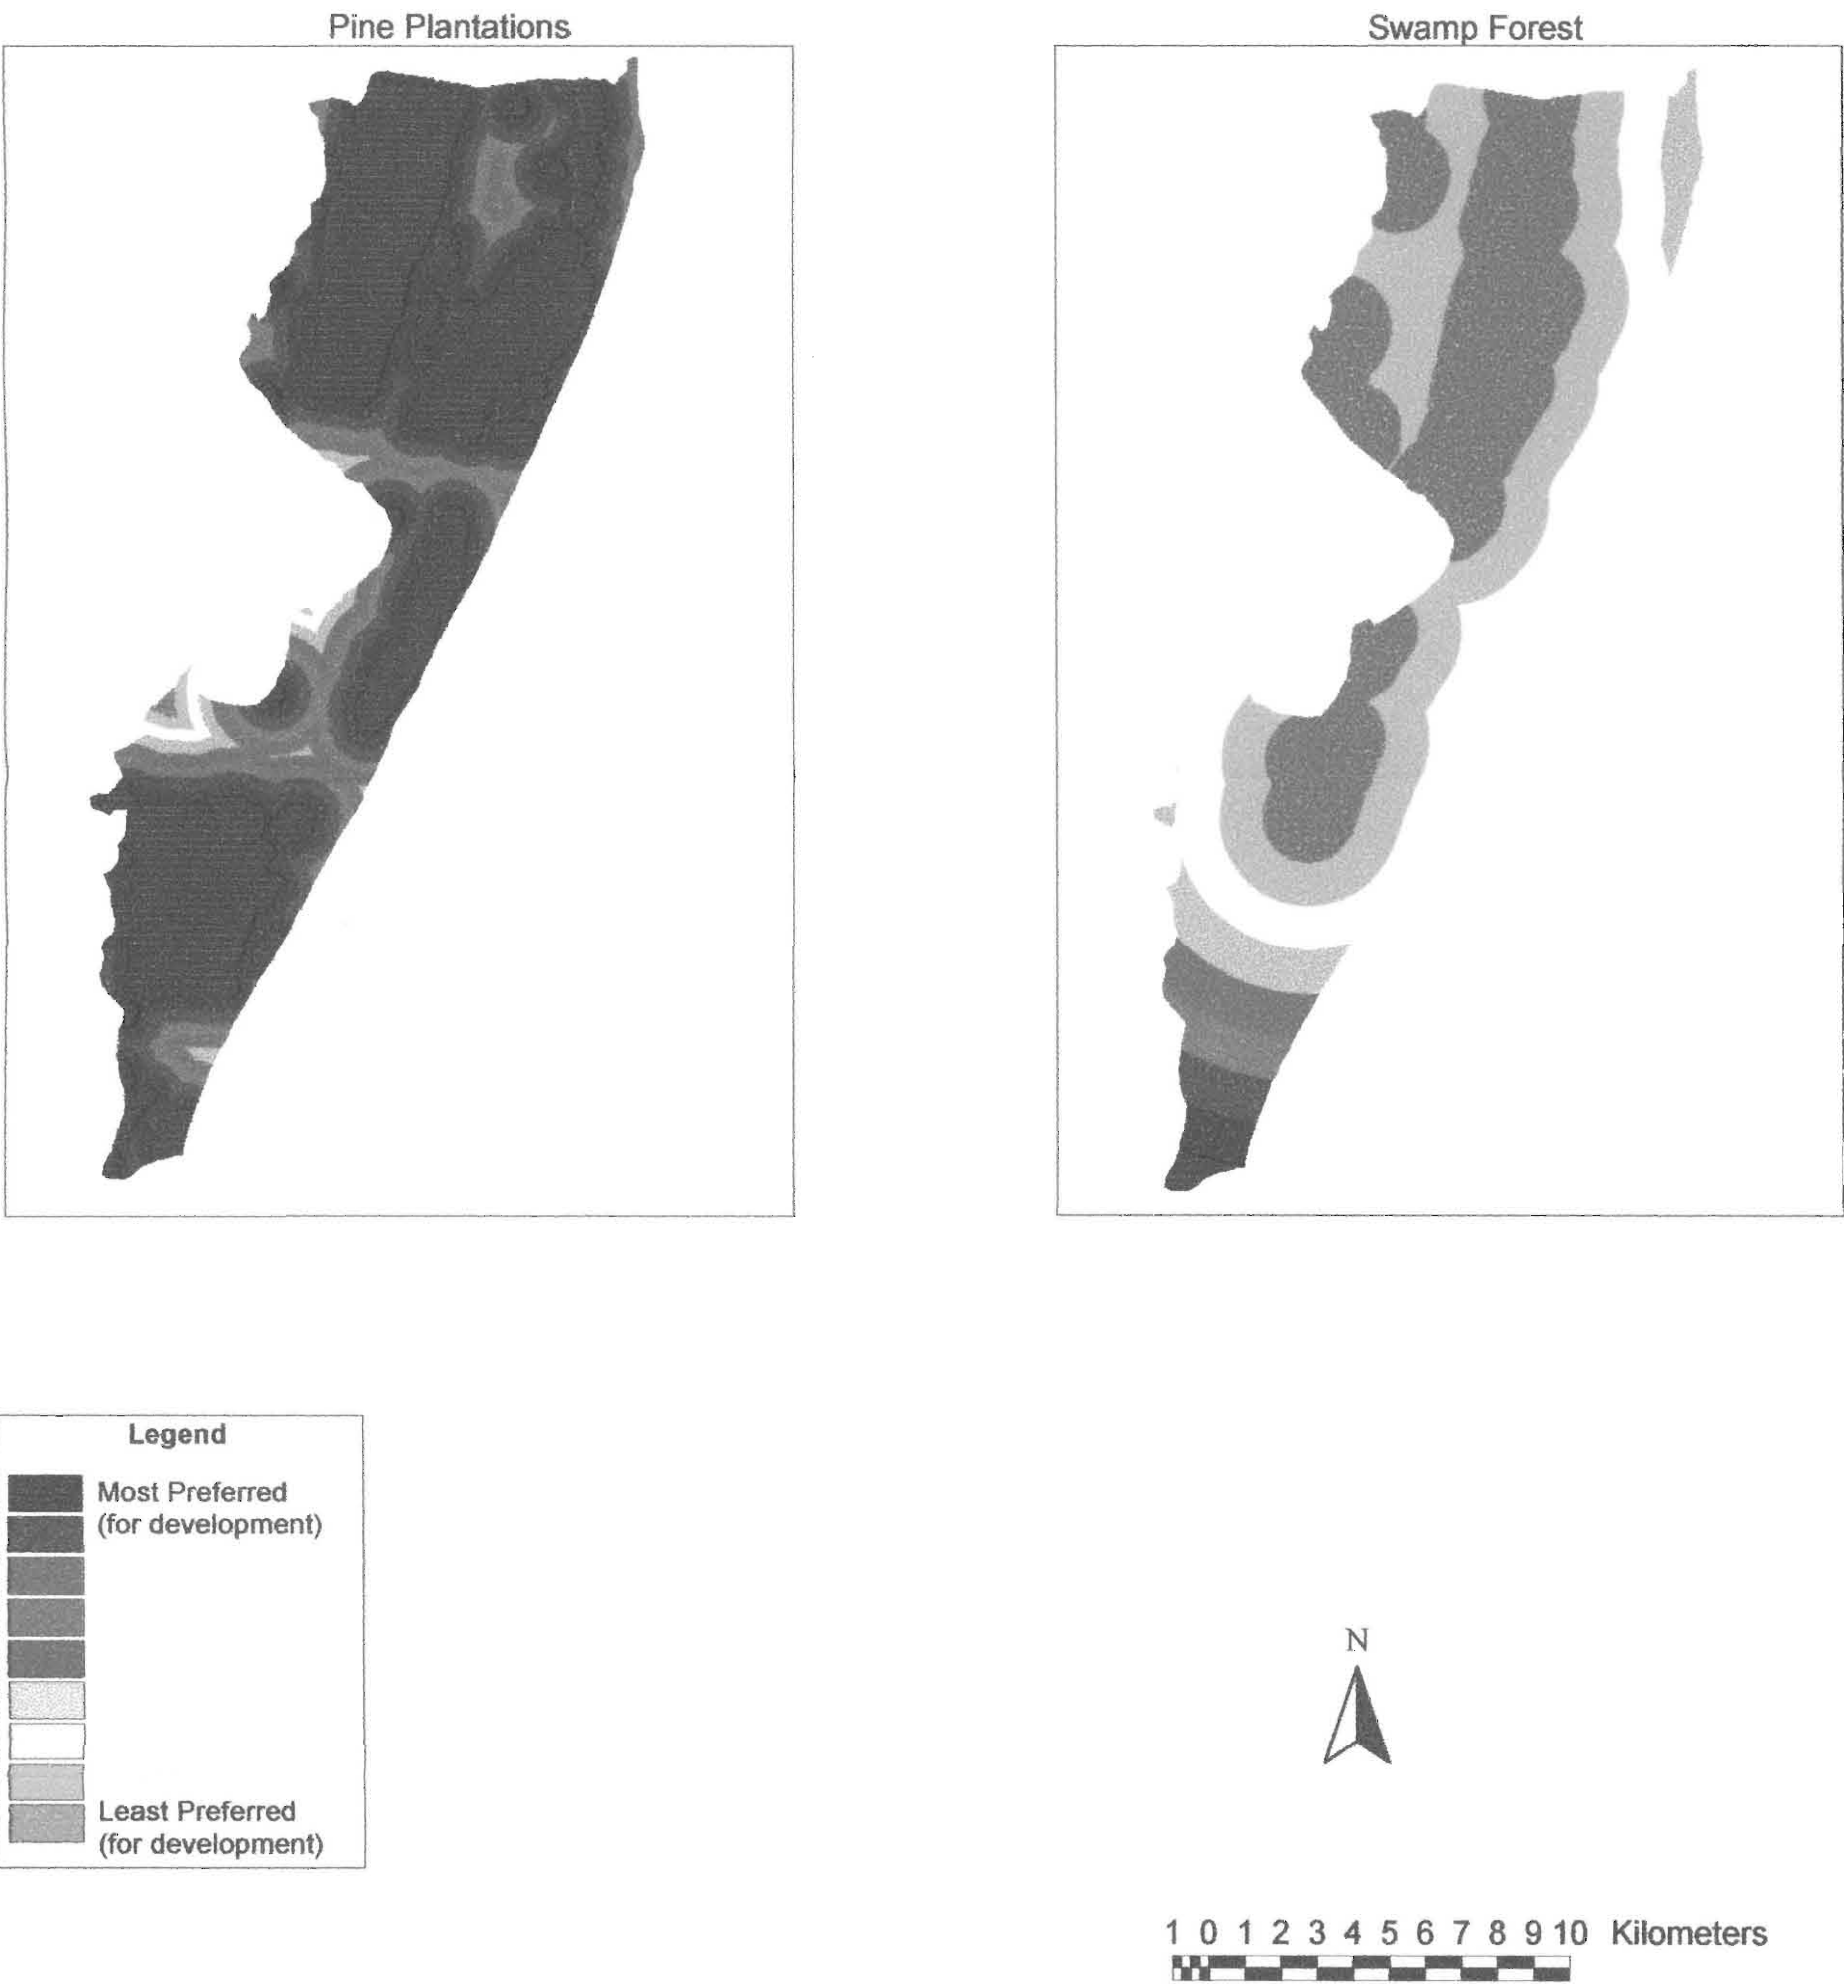 Pine Plantations
Swamp Forest
Legend
Most Preferred
(for development)
Least Preferred
(for development)
N
1 0 1 2 3 4 5 6 7 8 9 10 Kilometers